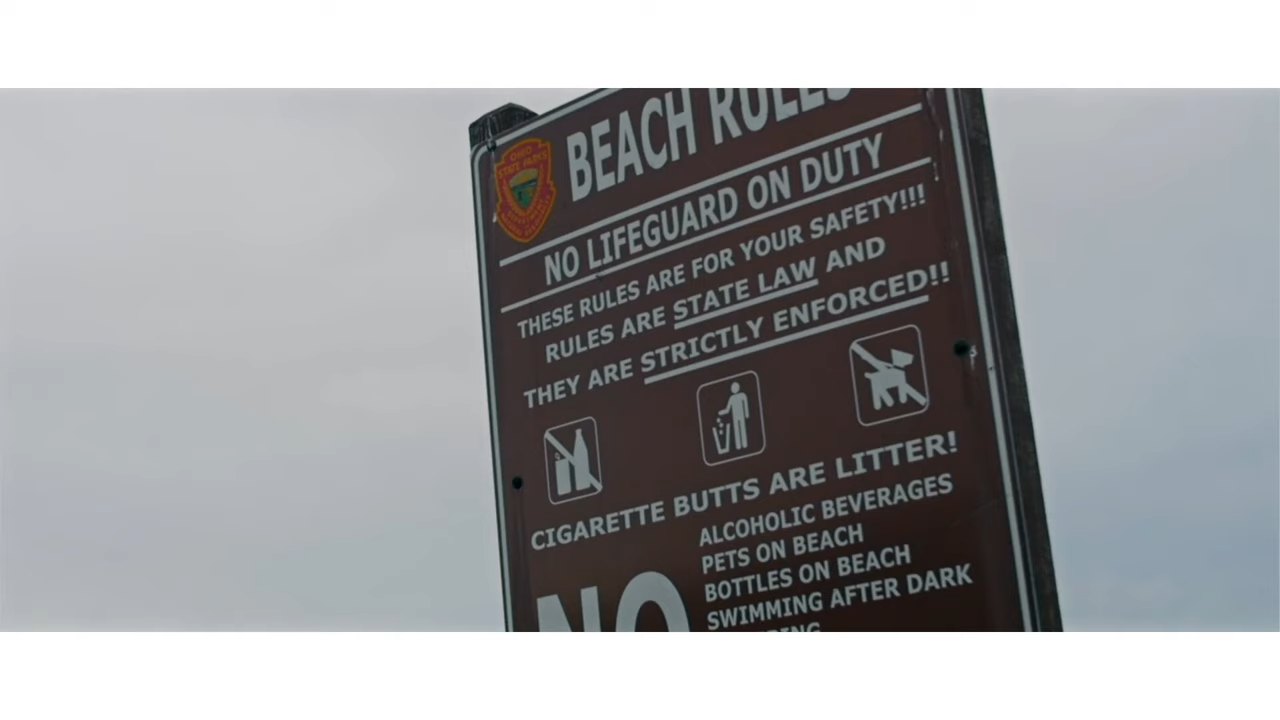 OHIO
STATE PARKS
BEACH RULES
NO LIFEGUARD ON DUTY
THESE RULES ARE FOR YOUR SAFETY!!!
RULES ARE STATE LAW AND
THEY ARE STRICTLY ENFORCED!!
CIGARETTE BUTTS ARE LITTER!
NO
ALCOHOLIC BEVERAGES
PETS ON BEACH
BOTTLES ON BEACH
SWIMMING AFTER DARK